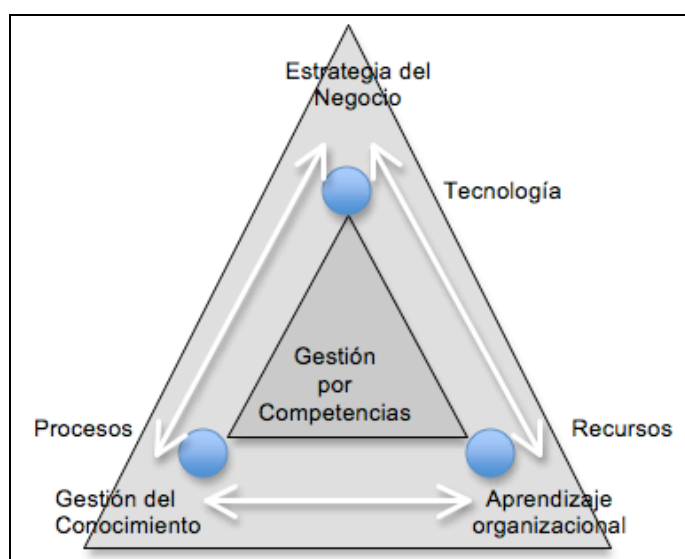 Estrategia del
Negocio
Tecnología
Gestión
por
Competencias
Procesos
Recursos
Gestión del
Conocimiento
Aprendizaje
organizacional